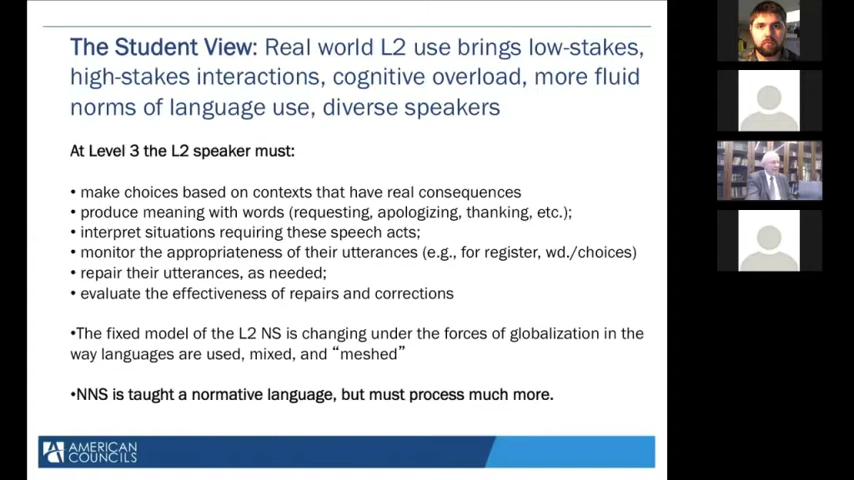 The Student View: Real world L2 use brings low-stakes,
high-stakes interactions, cognitive overload, more fluid
norms of language use, diverse speakers
At Level 3 the L2 speaker must:
• make choices based on contexts that have real consequences
• produce meaning with words (requesting, apologizing, thanking, etc.);
• interpret situations requiring these speech acts;
• monitor the appropriateness of their utterances (e.g., for register, wd./choices)
• repair their utterances, as needed;
• evaluate the effectiveness of repairs and corrections
•The fixed model of the L2 NS is changing under the forces of globalization in the
way languages are used, mixed, and “meshed”
•NNS is taught a normative language, but must process much more.
AMERICAN
COUNCILS